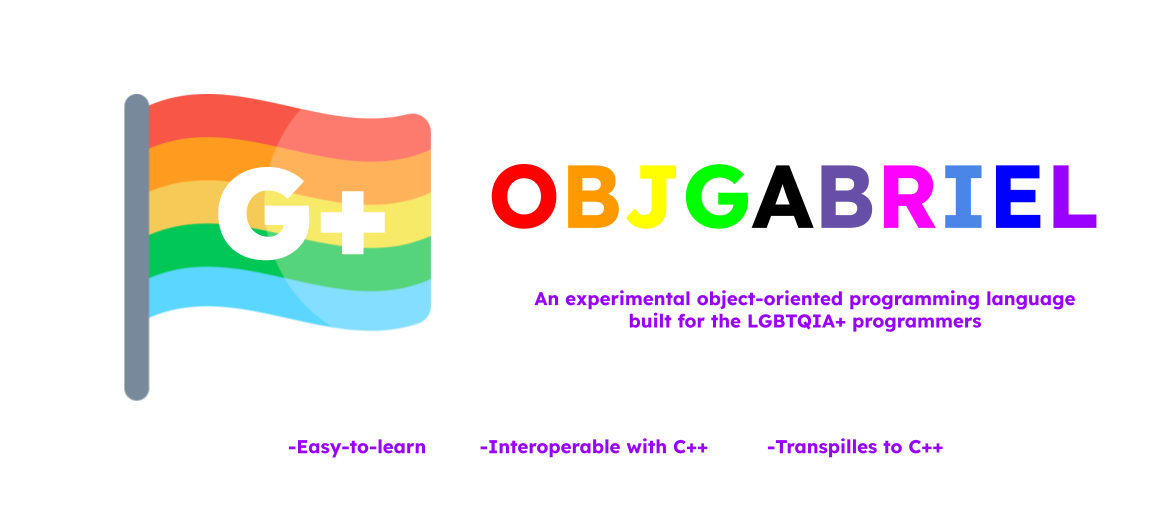 G+
OBJGABRIEL
An experimental object-oriented programming language
built for the LGBTQIA+ programmers
-Easy-to-learn -Interoperable with C++ -Transpilles to C++